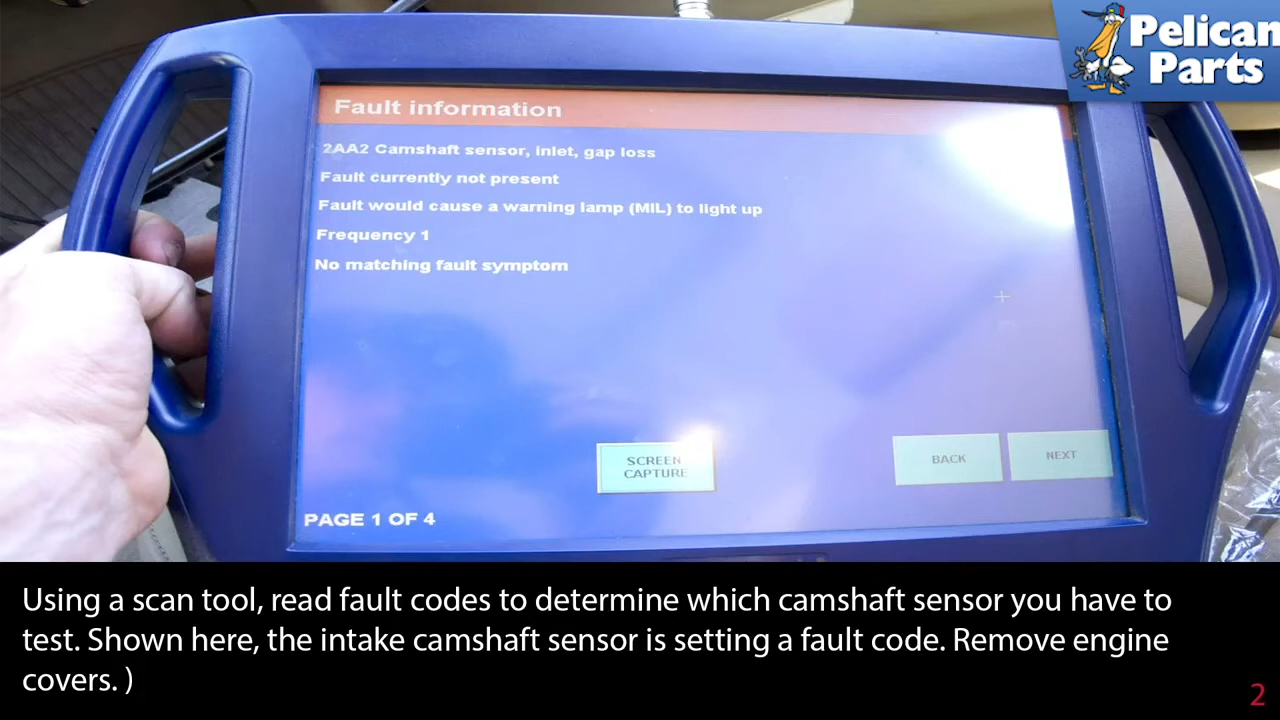 Pelican
Parts
Fault information
2AA2 Camshaft sensor, inlet, gap loss
Fault currently not present
Fault would cause a warning lamp (MIL) to light up
Frequency 1
No matching fault symptom
SCREEN
CAPTURE
BACK
NEXT
PAGE 1 OF 4
Using a scan tool, read fault codes to determine which camshaft sensor you have to
test. Shown here, the intake camshaft sensor is setting a fault code. Remove engine
covers. )
2